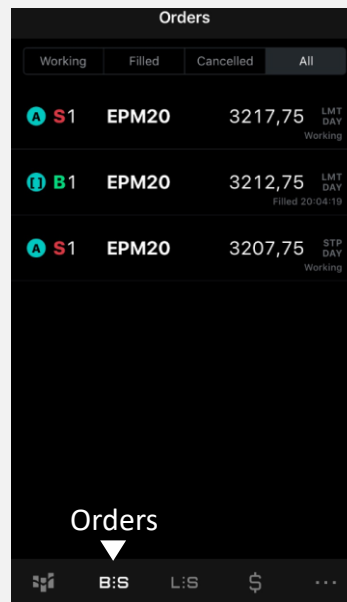 Orders
Working Filled Cancelled All
A S1 EPM20 3217,75 LMT DAY
Working
[] B1 EPM20 3212,75 LMT DAY
Filled 20:04:19
A S1 EPM20 3207,75 STP DAY
Working
Orders
B:S L:S $ ...